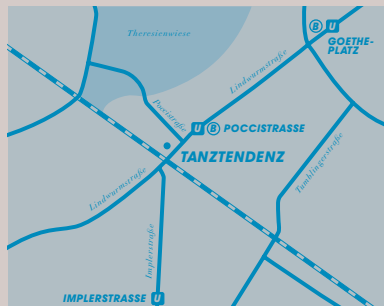 Theresienwiese
B U
GOETHE-
PLATZ
Lindwurmstraße
Poccistraße
U B POCCISTRASSE
TANZTENDENZ
Tumblingerstraße
Lindwurmstraße
Implerstraße
IMPLERSTRASSE U